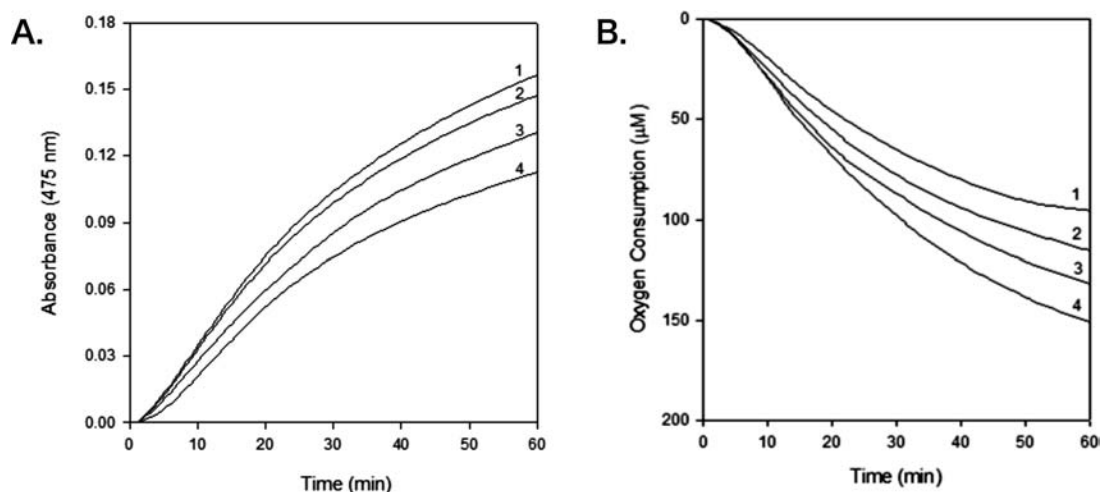 A.
Absorbance (475 nm)
0.18
0.15
0.12
0.09
0.06
0.03
0.00
1
2
3
4
0 10 20 30 40 50 60
Time (min)
B.
Oxygen Consumption (µM)
0
50
100
150
200
1
2
3
4
0 10 20 30 40 50 60
Time (min)